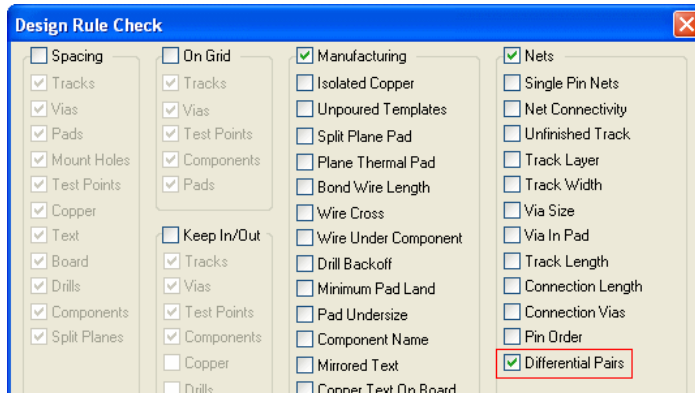 Design Rule Check
Spacing
Tracks
Vias
Pads
Mount Holes
Test Points
Copper
Text
Board
Drills
Components
Split Planes
On Grid
Tracks
Vias
Test Points
Components
Pads
Keep In/Out
Tracks
Vias
Test Points
Components
Copper
Drills
Manufacturing
Isolated Copper
Unpoured Templates
Split Plane Pad
Plane Thermal Pad
Bond Wire Length
Wire Cross
Wire Under Component
Drill Backoff
Minimum Pad Land
Pad Undersize
Component Name
Mirrored Text
Copper Text On Board
Nets
Single Pin Nets
Net Connectivity
Unfinished Track
Track Layer
Track Width
Via Size
Via In Pad
Track Length
Connection Length
Connection Vias
Pin Order
Differential Pairs